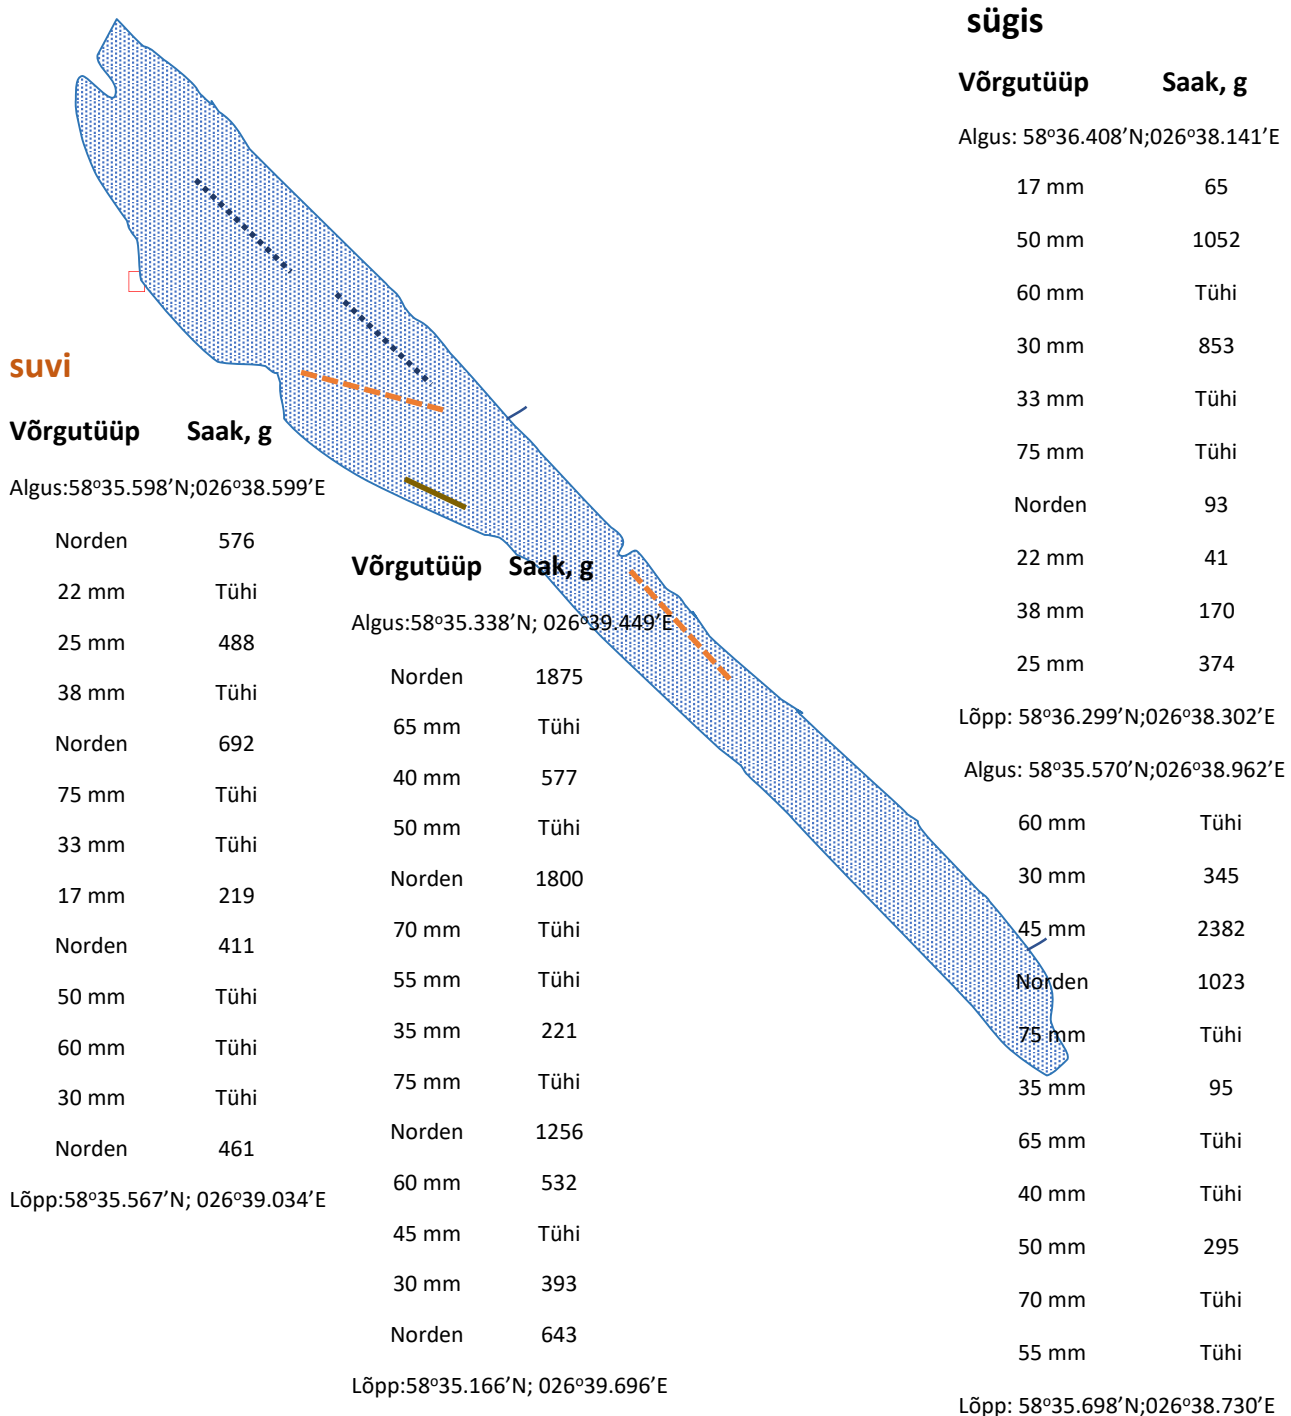 suvi
Võrgutüüp Saak, g
Algus:58º35.598’N;026º38.599’E
Norden 576
22 mm Tühi
25 mm 488
38 mm Tühi
Norden 692
75 mm Tühi
33 mm Tühi
17 mm 219
Norden 411
50 mm Tühi
60 mm Tühi
30 mm Tühi
Norden 461
Lõpp:58º35.567’N; 026º39.034’E
Võrgutüüp Saak, g
Algus:58º35.338’N; 026º39.449’E
Norden 1875
65 mm Tühi
40 mm 577
50 mm Tühi
Norden 1800
70 mm Tühi
55 mm Tühi
35 mm 221
75 mm Tühi
Norden 1256
60 mm 532
45 mm Tühi
30 mm 393
Norden 643
Lõpp:58º35.166’N; 026º39.696’E
sügis
Võrgutüüp Saak, g
Algus: 58º36.408’N;026º38.141’E
17 mm 65
50 mm 1052
60 mm Tühi
30 mm 853
33 mm Tühi
75 mm Tühi
Norden 93
22 mm 41
38 mm 170
25 mm 374
Lõpp: 58º36.299’N;026º38.302’E
Algus: 58º35.570’N;026º38.962’E
60 mm Tühi
30 mm 345
45 mm 2382
Norden 1023
75 mm Tühi
35 mm 95
65 mm Tühi
40 mm Tühi
50 mm 295
70 mm Tühi
55 mm Tühi
Lõpp: 58º35.698’N;026º38.730’E